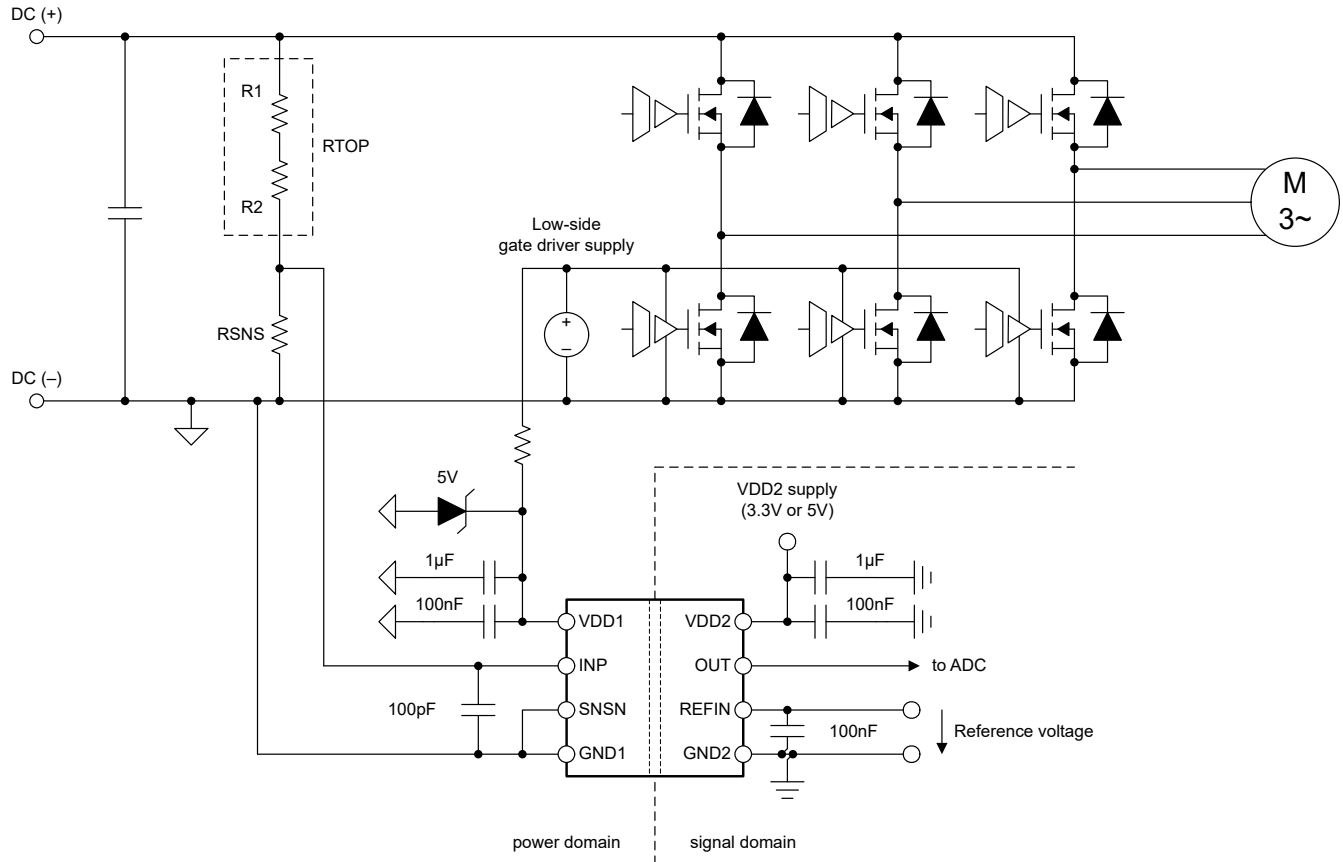 DC (+)
R1
RTOP
R2
M
3~
Low-side
gate driver supply
+
–
RSNS
DC (–)
5V
VDD2 supply
(3.3V or 5V)
1µF
1µF
100nF
100nF
VDD1
VDD2
INP
OUT
to ADC
100pF
SNSN
REFIN
100nF
Reference voltage
GND1
GND2
power domain
signal domain